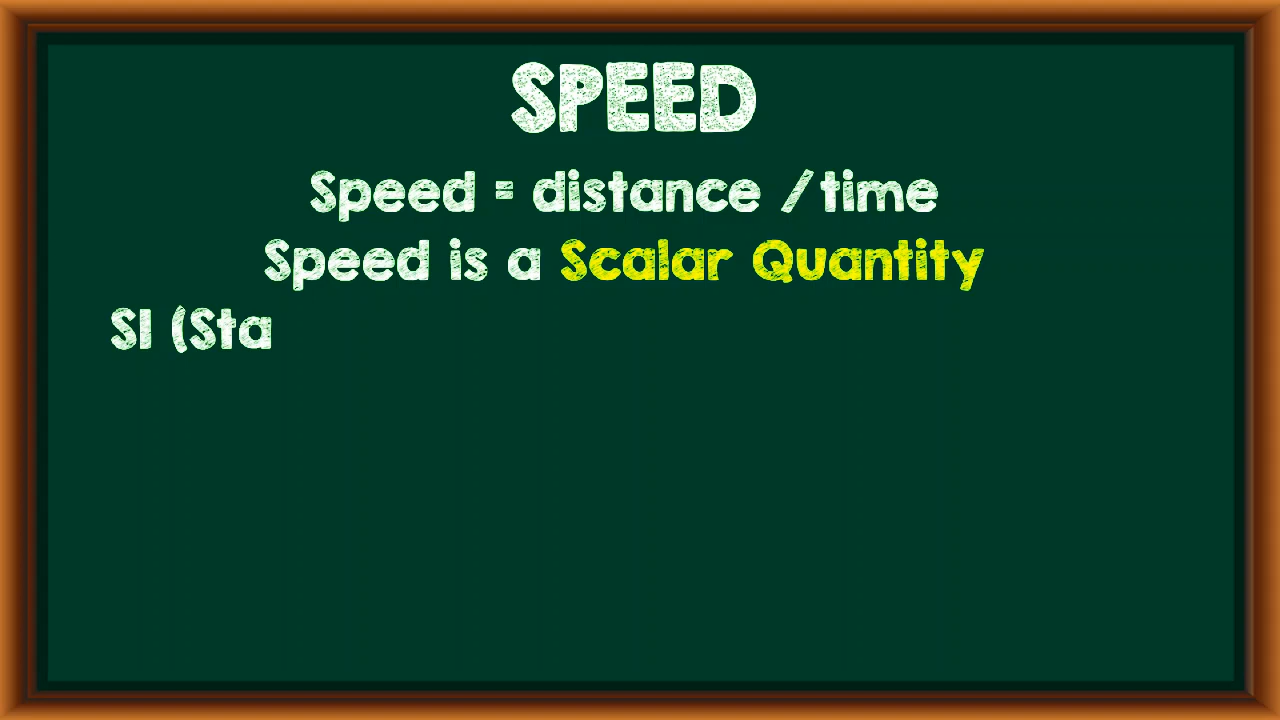 SPEED
Speed = distance /time
Speed is a Scalar Quantity
SI (Sta